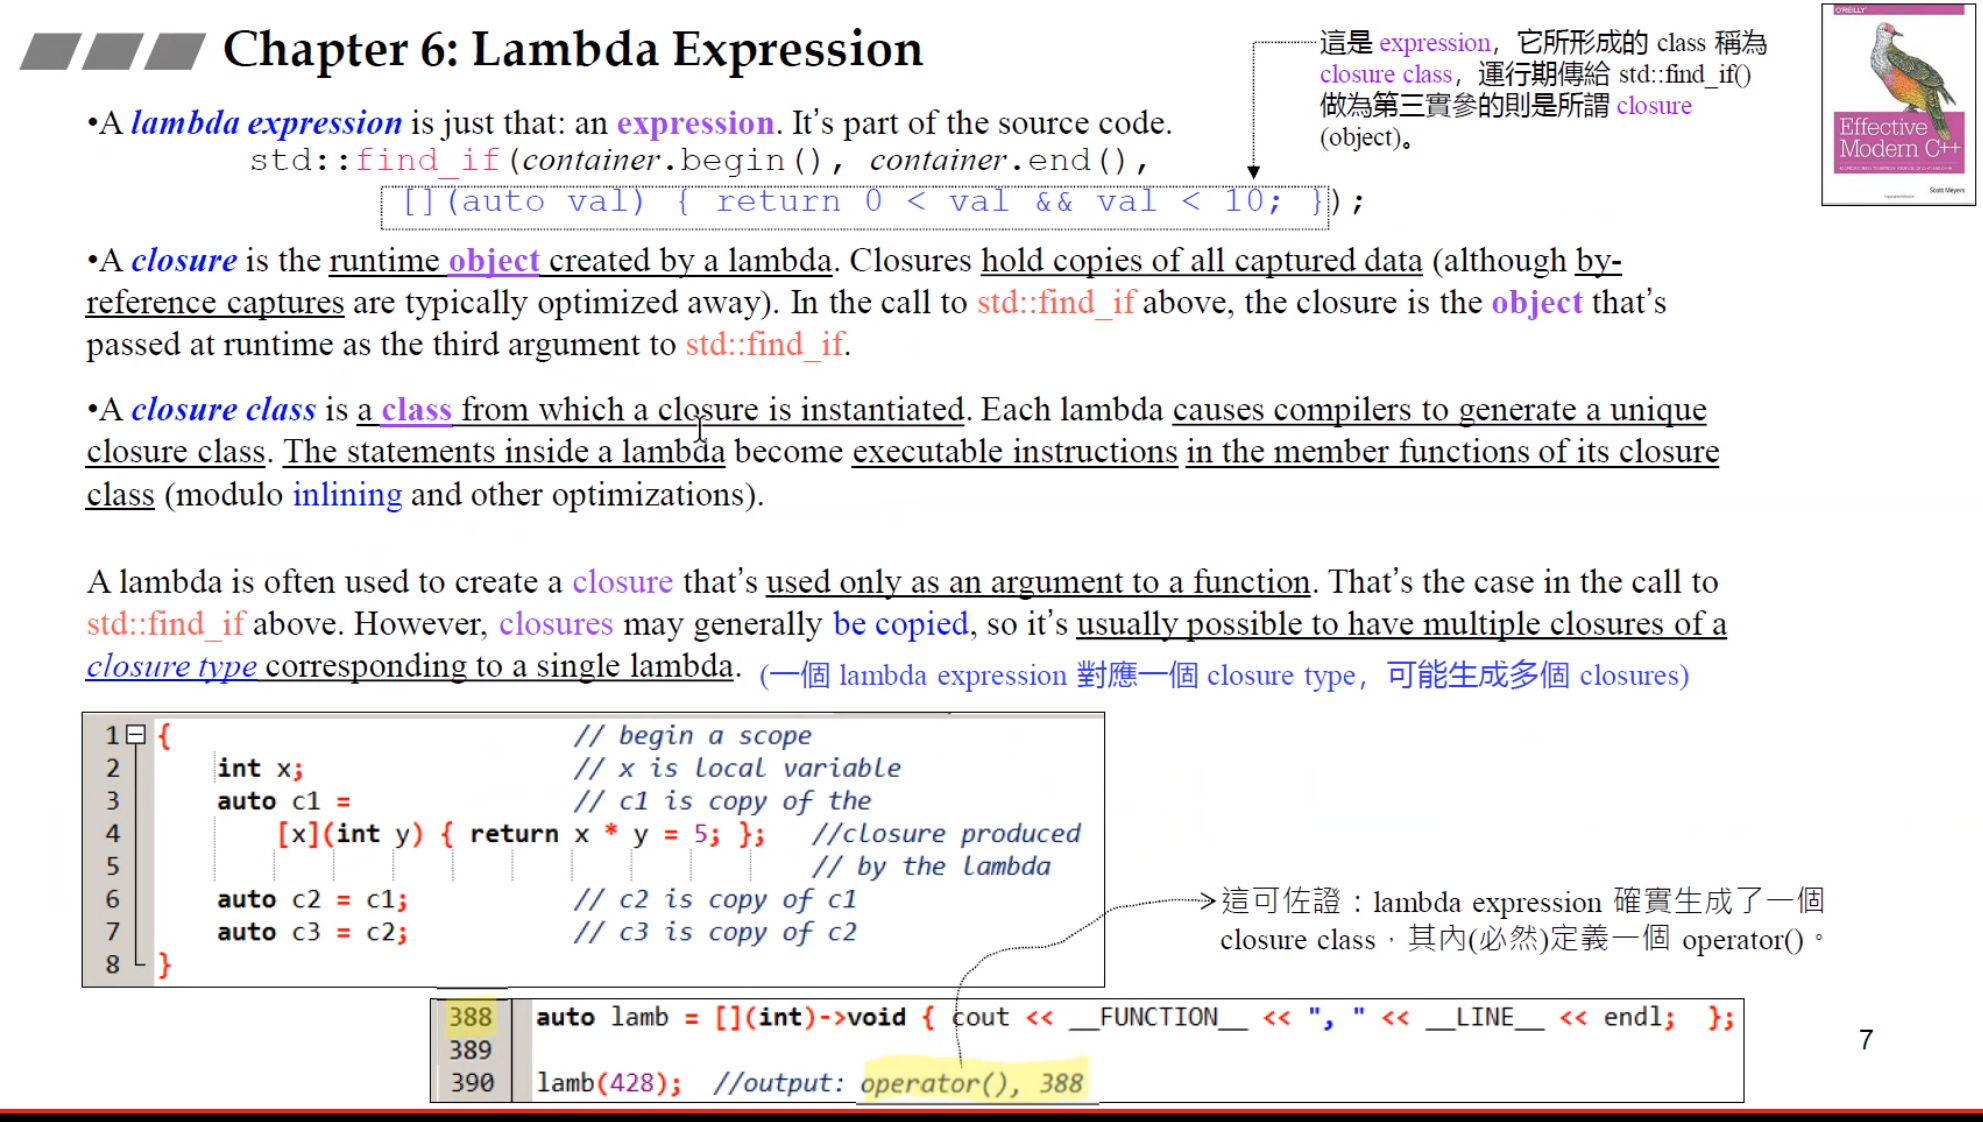 Chapter 6: Lambda Expression
這是 expression，它所形成的 class 稱為
closure class，運行期傳給 std::find_if()
做為第三實參的則是所謂 closure
(object)。
O'REILLY'
Effective
Modern C++
Scott Meyers
•A lambda expression is just that: an expression. It's part of the source code.
std::find_if(container.begin(), container.end(),
[](auto val) { return 0 < val && val < 10; });
•A closure is the runtime object created by a lambda. Closures hold copies of all captured data (although by-
reference captures are typically optimized away). In the call to std::find_if above, the closure is the object that's
passed at runtime as the third argument to std::find_if.
•A closure class is a class from which a closure is instantiated. Each lambda causes compilers to generate a unique
closure class. The statements inside a lambda become executable instructions in the member functions of its closure
class (modulo inlining and other optimizations).
A lambda is often used to create a closure that's used only as an argument to a function. That's the case in the call to
std::find_if above. However, closures may generally be copied, so it's usually possible to have multiple closures of a
closure type corresponding to a single lambda. (一個 lambda expression 對應一個 closure type，可能生成多個 closures)
1 { // begin a scope
2 int x; // x is local variable
3 auto c1 = // c1 is copy of the
4 [x](int y) { return x * y = 5; }; //closure produced
5 // by the lambda
6 auto c2 = c1; // c2 is copy of c1
7 auto c3 = c2; // c3 is copy of c2
8 }
這可佐證：lambda expression 確實生成了一個
closure class，其內(必然)定義一個 operator()。
388 auto lamb = [](int)->void { cout << __FUNCTION__ << ", " << __LINE__ << endl; };
389
390 lamb(428); //output: operator(), 388
7